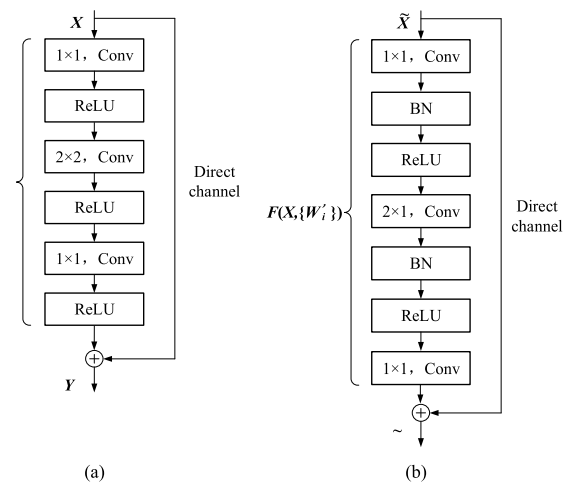 X
1×1，Conv
ReLU
2×2，Conv
ReLU
1×1，Conv
ReLU
Direct
channel
+
Y
(a)
X̃
1×1，Conv
BN
ReLU
2×1，Conv
BN
ReLU
1×1，Conv
F(X,{W′i})
Direct
channel
+
~
(b)